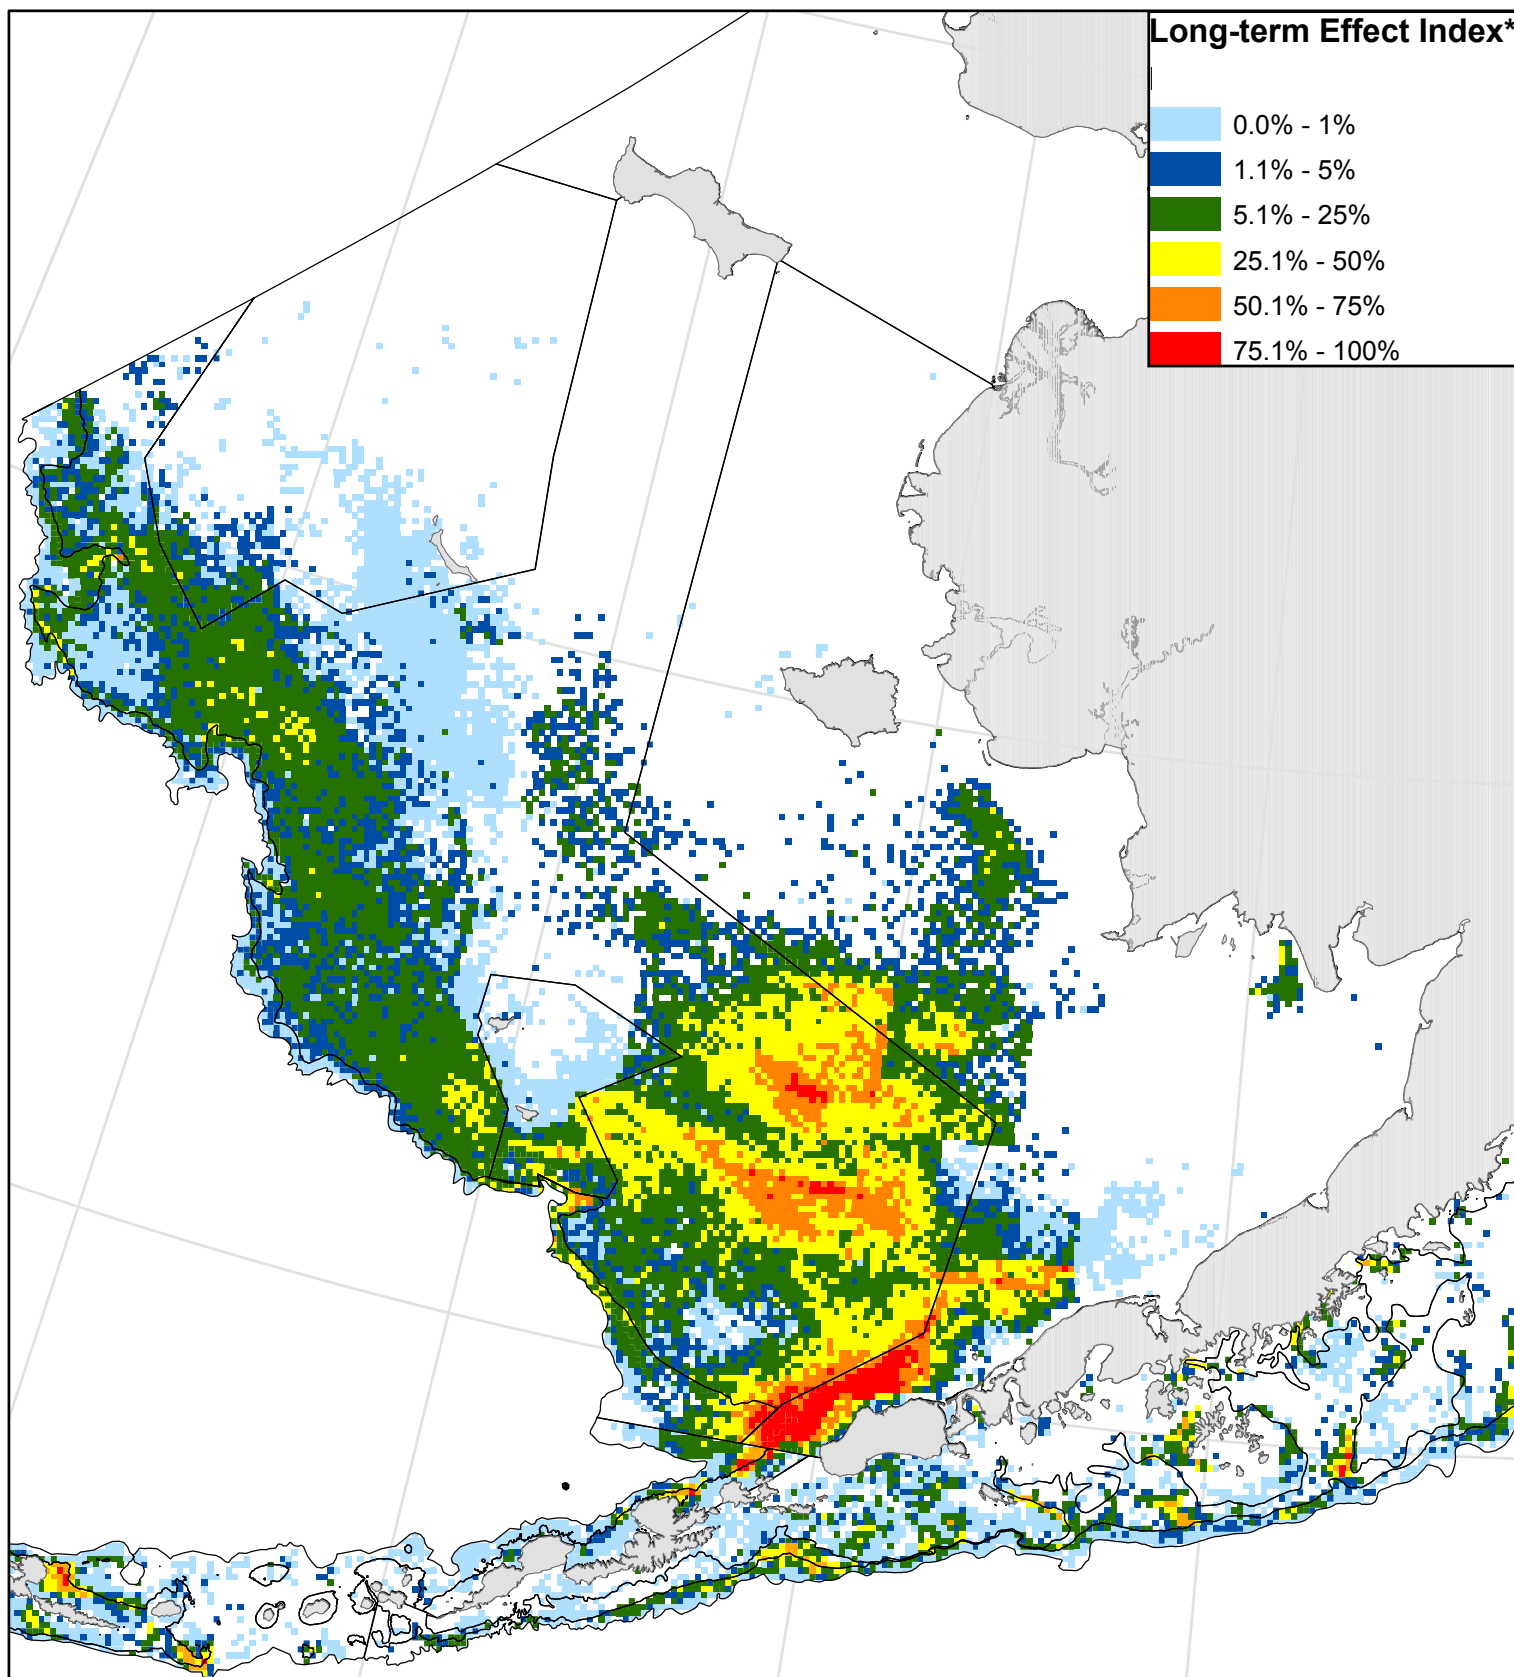 Long-term Effect Index*
0.0% - 1%
1.1% - 5%
5.1% - 25%
25.1% - 50%
50.1% - 75%
75.1% - 100%